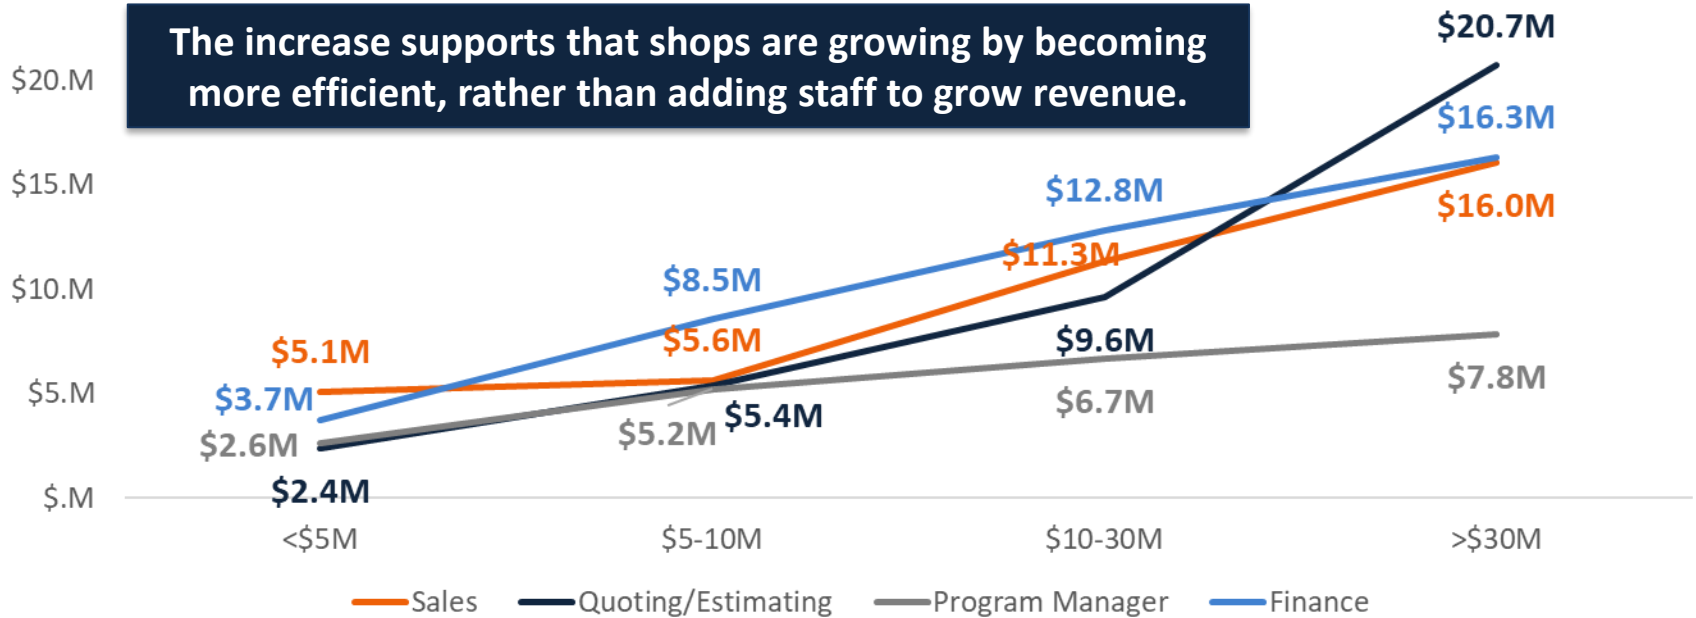 The increase supports that shops are growing by becoming
more efficient, rather than adding staff to grow revenue.
$20.7M
$20.M
$16.3M
$15.M
$12.8M
$16.0M
$11.3M
$10.M
$8.5M
$5.6M
$9.6M
$5.1M
$7.8M
$5.M
$3.7M
$6.7M
$5.4M
$5.2M
$2.6M
$2.4M
$.M
<$5M $5-10M $10-30M >$30M
Sales Quoting/Estimating Program Manager Finance